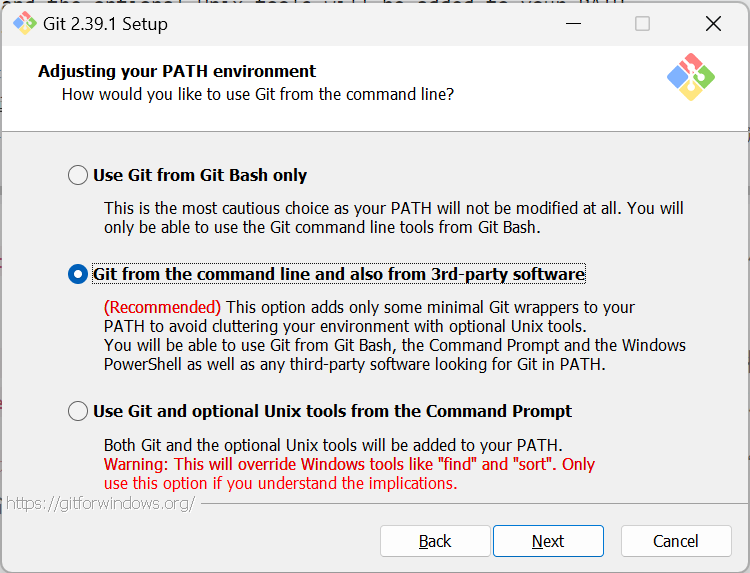 Git 2.39.1 Setup
Adjusting your PATH environment
How would you like to use Git from the command line?
Use Git from Git Bash only
This is the most cautious choice as your PATH will not be modified at all. You will
only be able to use the Git command line tools from Git Bash.
Git from the command line and also from 3rd-party software
(Recommended) This option adds only some minimal Git wrappers to your
PATH to avoid cluttering your environment with optional Unix tools.
You will be able to use Git from Git Bash, the Command Prompt and the Windows
PowerShell as well as any third-party software looking for Git in PATH.
Use Git and optional Unix tools from the Command Prompt
Both Git and the optional Unix tools will be added to your PATH.
Warning: This will override Windows tools like "find" and "sort". Only
use this option if you understand the implications.
https://gitforwindows.org/
Back Next Cancel